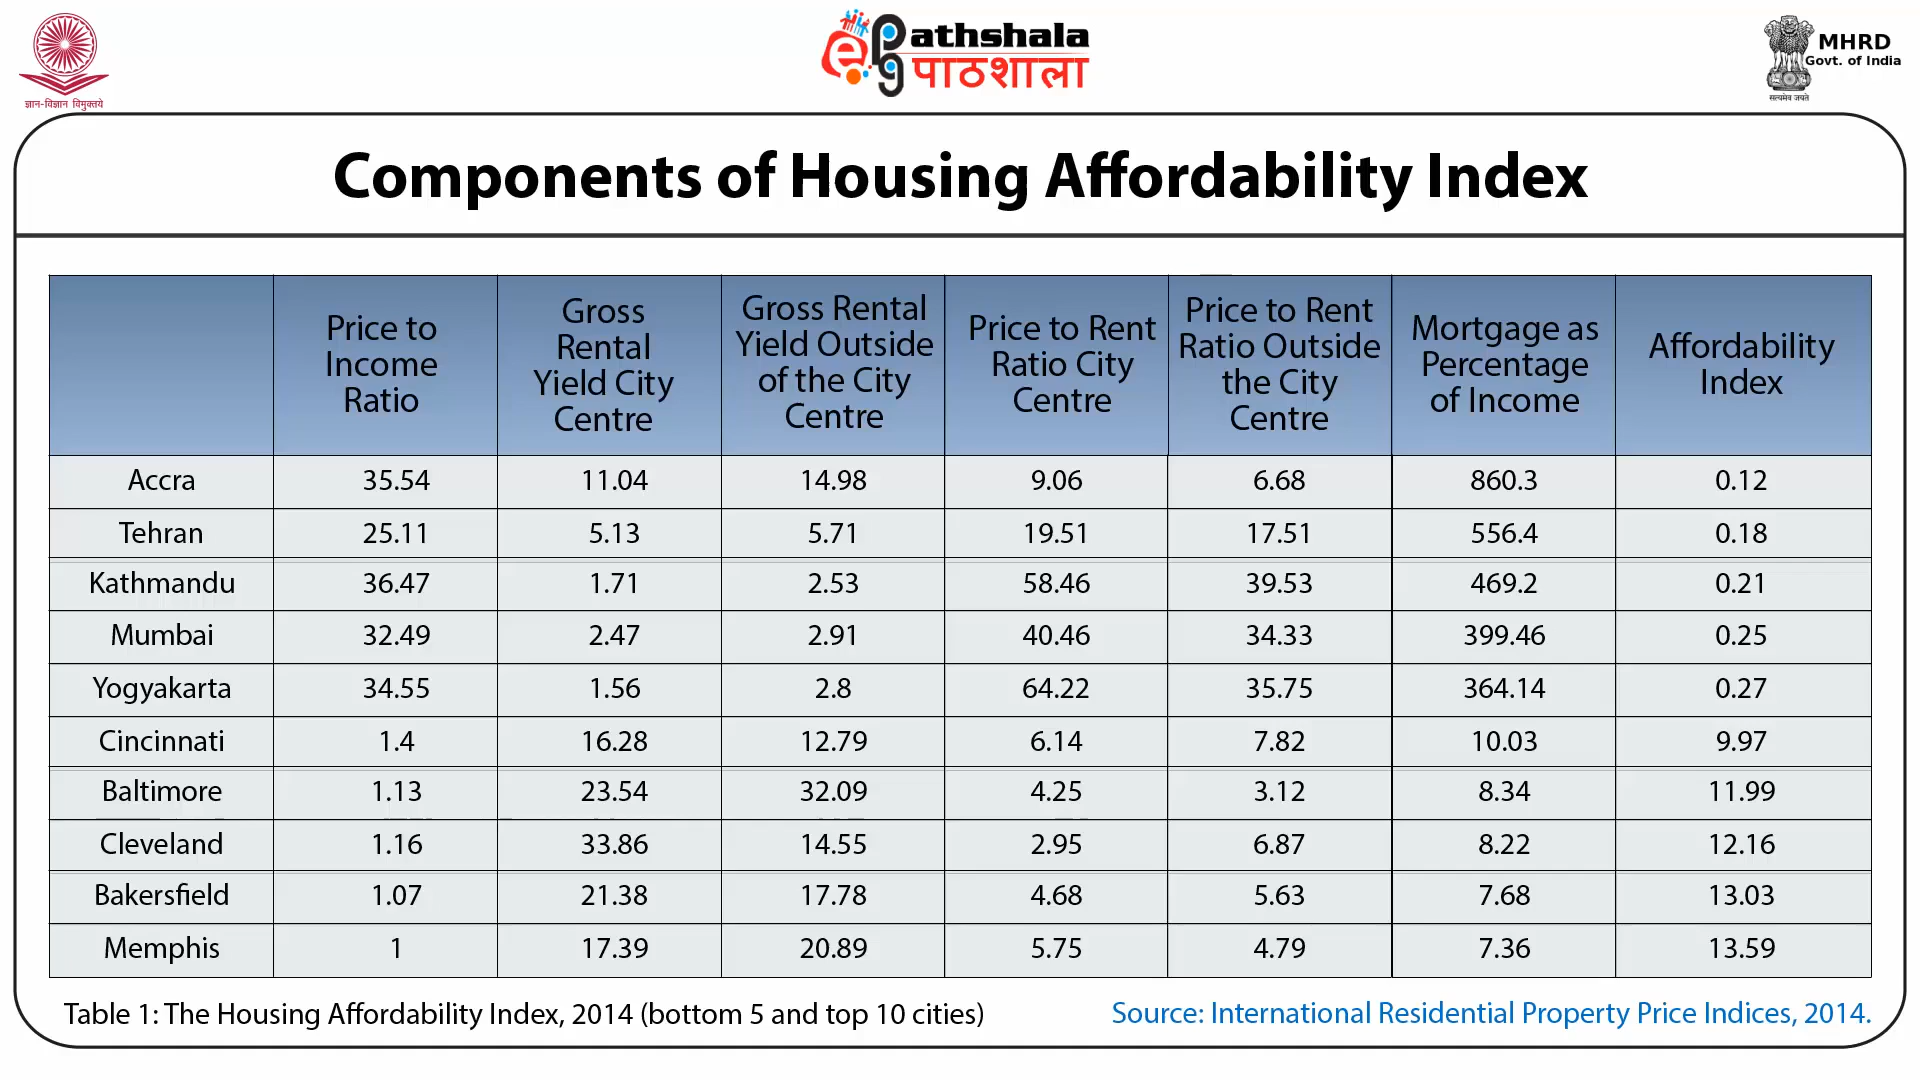 ज्ञान-विज्ञान विमुक्तये
ePathshala
पाठशाला
MHRD
Govt. of India
सत्यमेव जयते
Components of Housing Affordability Index
Price to Income Ratio | Gross Rental Yield City Centre | Gross Rental Yield Outside of the City Centre | Price to Rent Ratio City Centre | Price to Rent Ratio Outside the City Centre | Mortgage as Percentage of Income | Affordability Index
Accra 35.54 11.04 14.98 9.06 6.68 860.3 0.12
Tehran 25.11 5.13 5.71 19.51 17.51 556.4 0.18
Kathmandu 36.47 1.71 2.53 58.46 39.53 469.2 0.21
Mumbai 32.49 2.47 2.91 40.46 34.33 399.46 0.25
Yogyakarta 34.55 1.56 2.8 64.22 35.75 364.14 0.27
Cincinnati 1.4 16.28 12.79 6.14 7.82 10.03 9.97
Baltimore 1.13 23.54 32.09 4.25 3.12 8.34 11.99
Cleveland 1.16 33.86 14.55 2.95 6.87 8.22 12.16
Bakersfield 1.07 21.38 17.78 4.68 5.63 7.68 13.03
Memphis 1 17.39 20.89 5.75 4.79 7.36 13.59
Table 1: The Housing Affordability Index, 2014 (bottom 5 and top 10 cities)
Source: International Residential Property Price Indices, 2014.